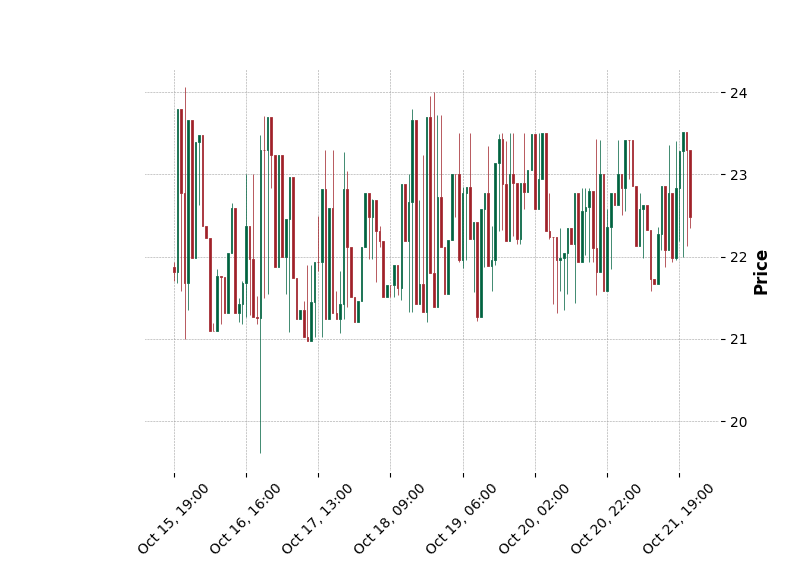 24
23
22
21
20
Price
Oct 15, 19:00
Oct 16, 16:00
Oct 17, 13:00
Oct 18, 09:00
Oct 19, 06:00
Oct 20, 02:00
Oct 20, 22:00
Oct 21, 19:00